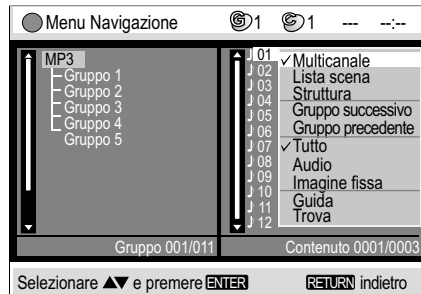 Menu Navigazione G 1 C 1 --- --:--
MP3
Gruppo 1
Gruppo 2
Gruppo 3
Gruppo 4
Gruppo 5
01
02
03
04
05
06
07
08
09
10
11
12
✓Multicanale
Lista scena
Struttura
Gruppo successivo
Gruppo precedente
✓Tutto
Audio
Imagine fissa
Guida
Trova
Gruppo 001/011
Contenuto 0001/0003
Selezionare ▲▼ e premere ENTER RETURN indietro